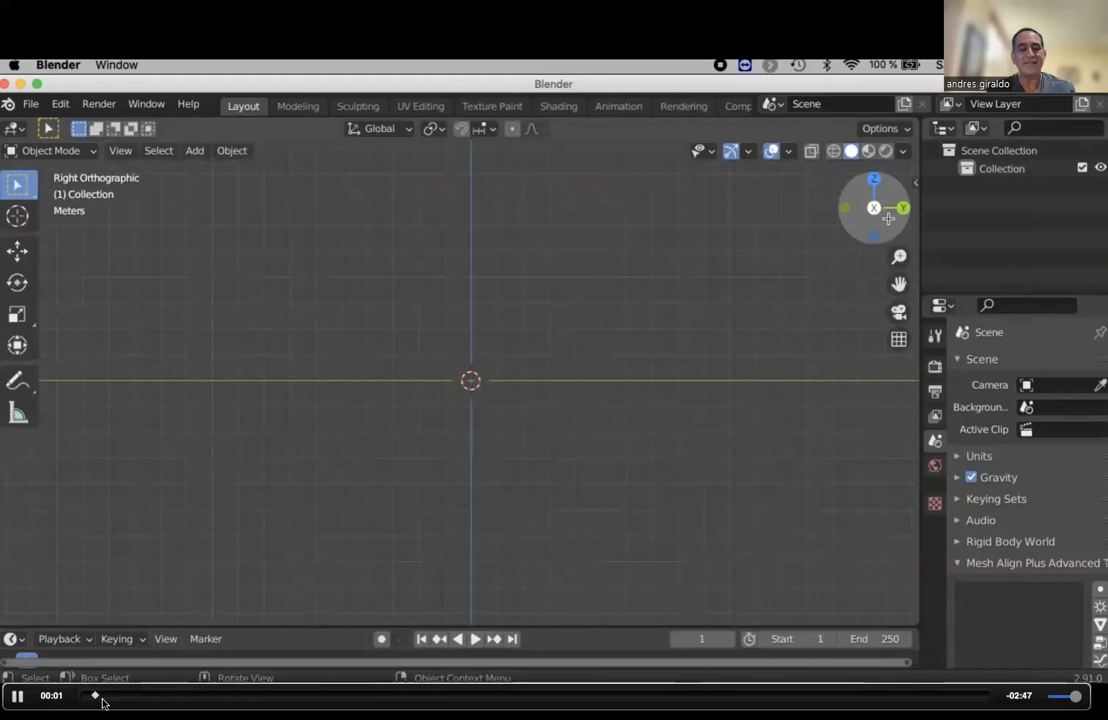 andres giraldo
Blender Window 100 % S
Blender
File Edit Render Window Help Layout Modeling Sculpting UV Editing Texture Paint Shading Animation Rendering Comp Scene View Layer
Global Options
Object Mode View Select Add Object
Scene Collection
Collection
Right Orthographic
(1) Collection
Meters
Z
X
Y
Scene
Scene
Camera
Backgroun...
Active Clip
Units
Gravity
Keying Sets
Audio
Rigid Body World
Mesh Align Plus Advanced T
Playback Keying View Marker 1 Start 1 End 250
Select Box Select Rotate View Object Context Menu 2.91.0
00:01 -02:47